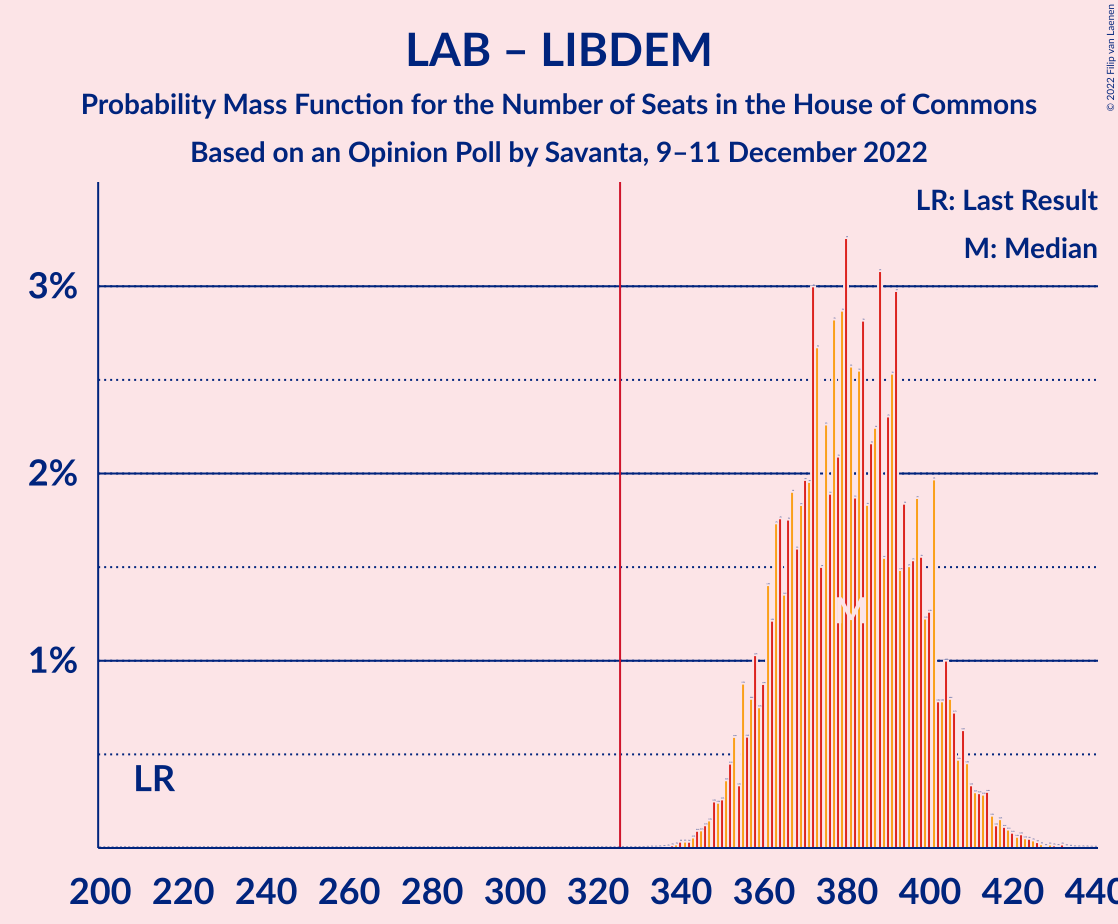 LAB – LIBDEM
Probability Mass Function for the Number of Seats in the House of Commons
Based on an Opinion Poll by Savanta, 9–11 December 2022
© 2022 Filip van Laenen
LR: Last Result
M: Median
3%
2%
1%
M
LR
200 220 240 260 280 300 320 340 360 380 400 420 440